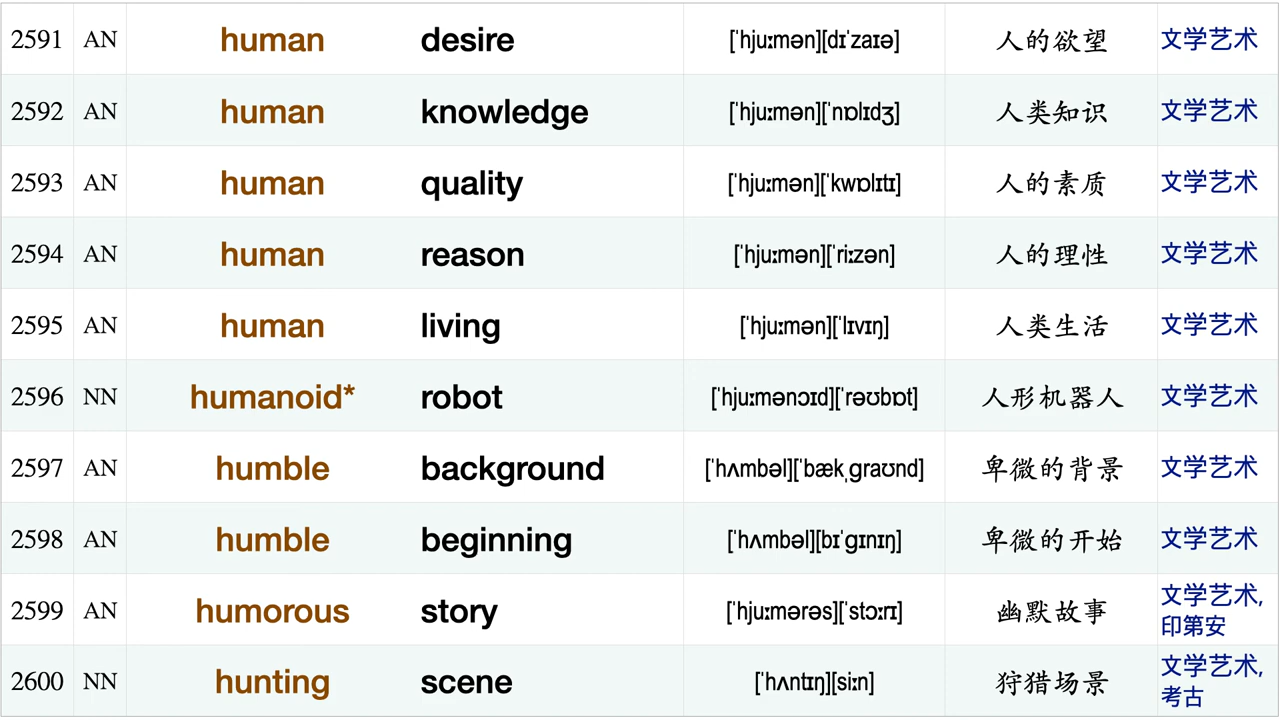 2591 AN human desire [ˈhjuːmən][dɪˈzaɪə] 人的欲望 文学艺术
2592 AN human knowledge [ˈhjuːmən][ˈnɒlɪdʒ] 人类知识 文学艺术
2593 AN human quality [ˈhjuːmən][ˈkwɒlɪtɪ] 人的素质 文学艺术
2594 AN human reason [ˈhjuːmən][ˈriːzən] 人的理性 文学艺术
2595 AN human living [ˈhjuːmən][ˈlɪvɪŋ] 人类生活 文学艺术
2596 NN humanoid* robot [ˈhjuːmənɔɪd][ˈrəʊbɒt] 人形机器人 文学艺术
2597 AN humble background [ˈhʌmbəl][ˈbækˌɡraʊnd] 卑微的背景 文学艺术
2598 AN humble beginning [ˈhʌmbəl][bɪˈɡɪnɪŋ] 卑微的开始 文学艺术
2599 AN humorous story [ˈhjuːmərəs][ˈstɔːrɪ] 幽默故事 文学艺术,
印第安
2600 NN hunting scene [ˈhʌntɪŋ][siːn] 狩猎场景 文学艺术,
考古